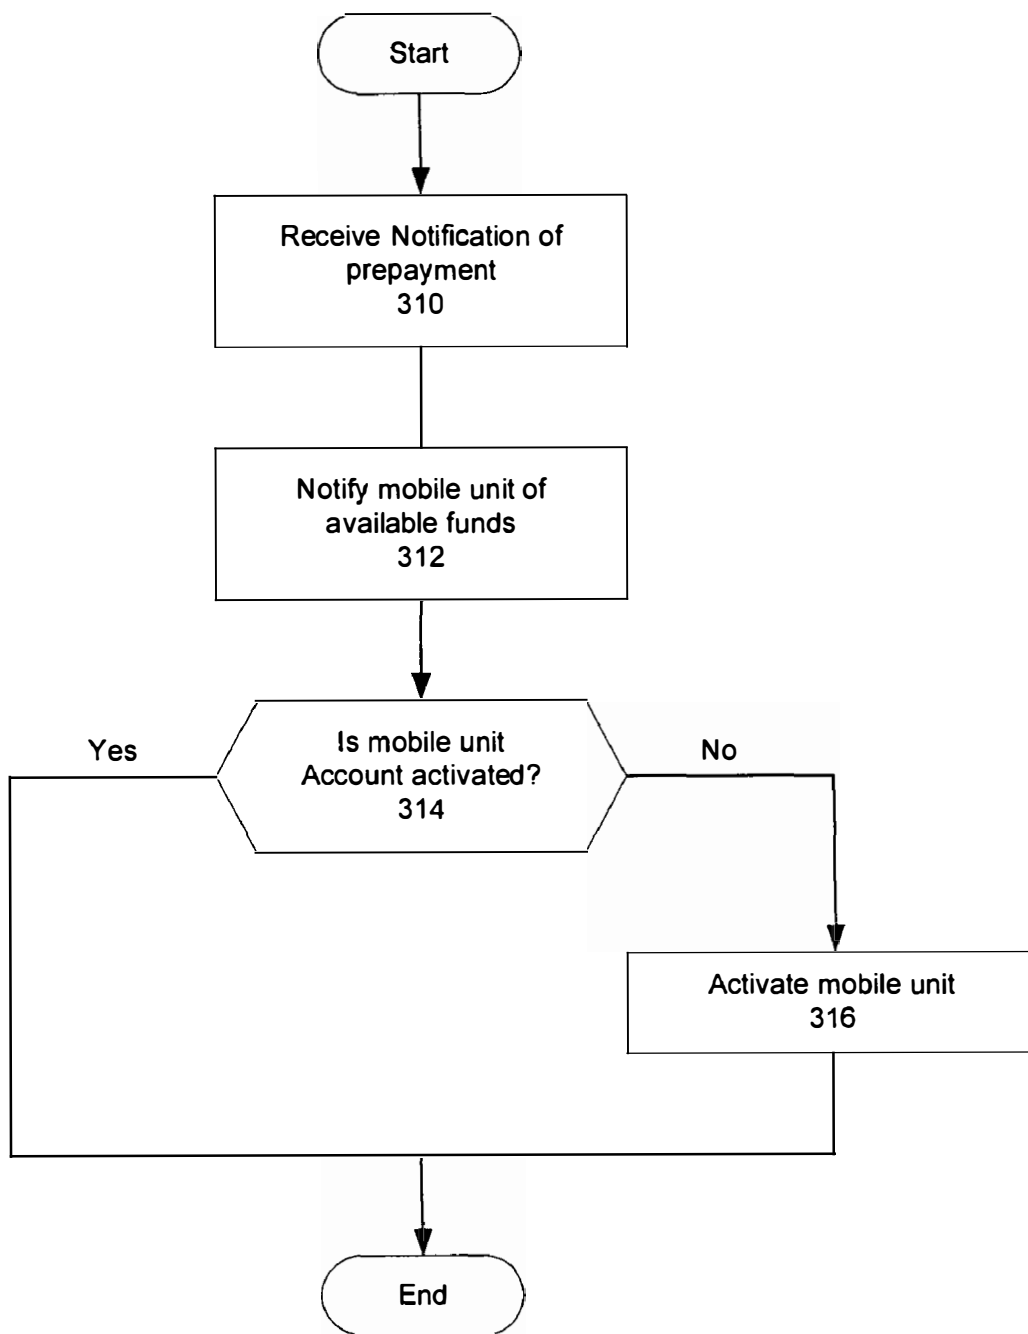 Start
Receive Notification of
prepayment
310
Notify mobile unit of
available funds
312
Is mobile unit
Account activated?
314
Yes
No
Activate mobile unit
316
End